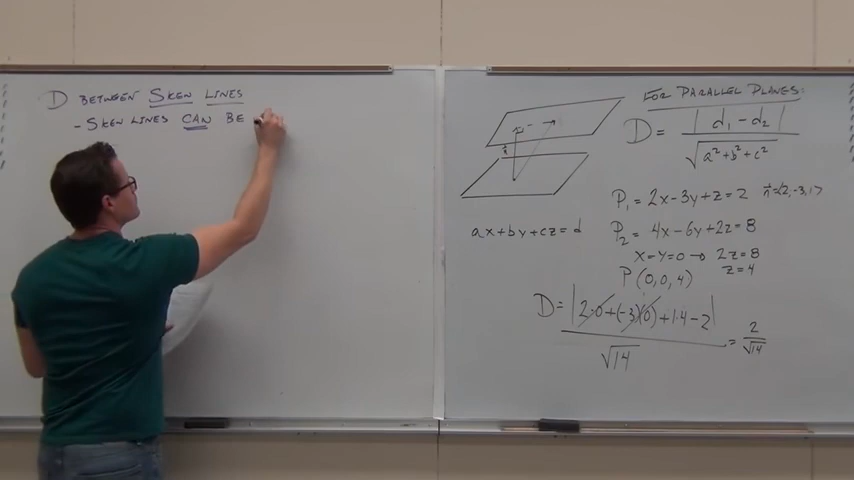 D BETWEEN SKEW LINES
- SKEW LINES CAN BE
FOR PARALLEL PLANES:
D = |d₁ - d₂| / √(a² + b² + c²)
ax+by+cz=d
P₁ = 2x-3y+z=2 n⃗=⟨2,-3,1⟩
P₂ = 4x-6y+2z=8
x=y=0 → 2z=8
z=4
P(0,0,4)
D = |2·0+(-3)(0)+1·4-2| / √14 = 2/√14